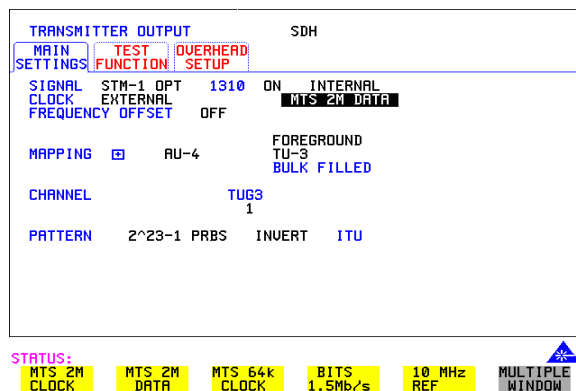 TRANSMITTER OUTPUT SDH
MAIN SETTINGS TEST FUNCTION OVERHEAD SETUP
SIGNAL STM-1 OPT 1310 ON INTERNAL
CLOCK EXTERNAL MTS 2M DATA
FREQUENCY OFFSET OFF
FOREGROUND
MAPPING + AU-4 TU-3
BULK FILLED
CHANNEL TUG3
1
PATTERN 2^23-1 PRBS INVERT ITU
STATUS:
MTS 2M CLOCK MTS 2M DATA MTS 64k CLOCK BITS 1.5Mb/s 10 MHz REF MULTIPLE WINDOW